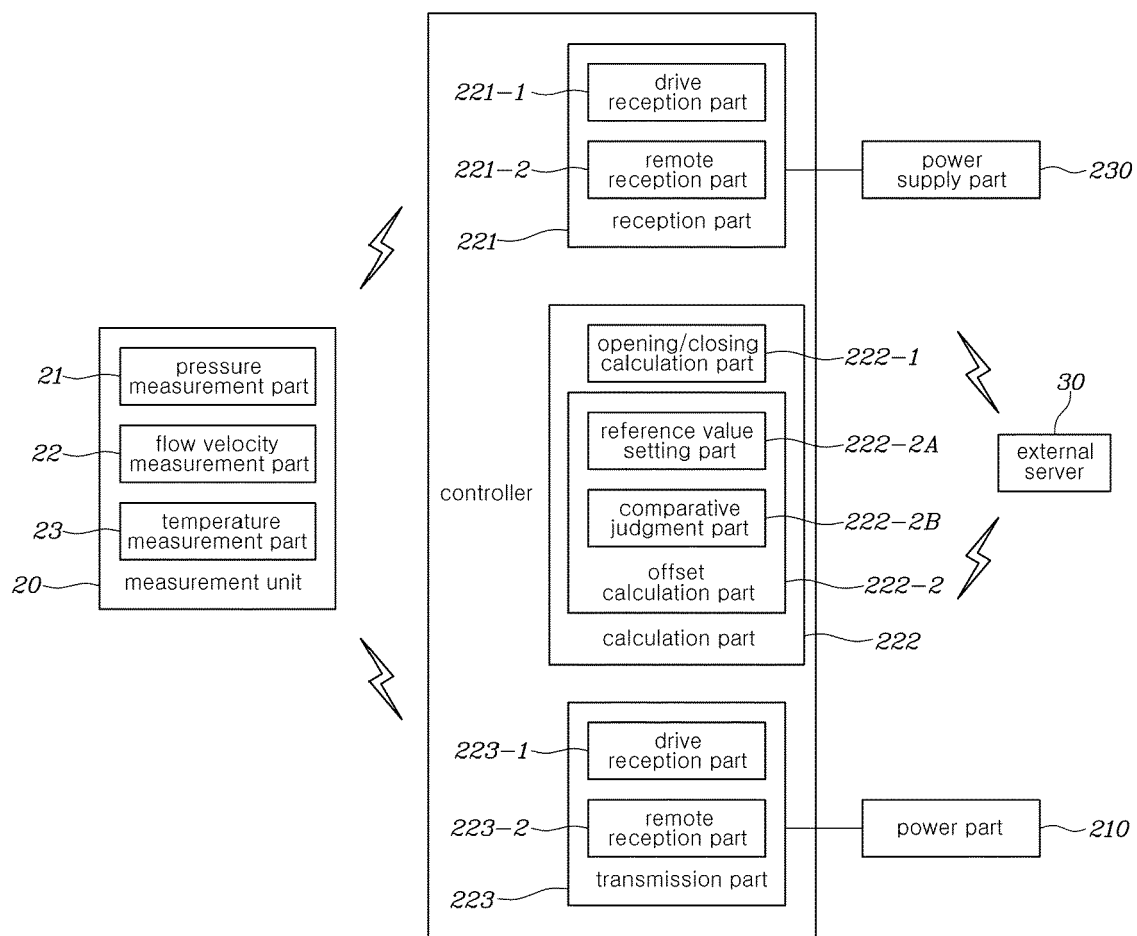 221-1
drive
reception part
221-2
remote
reception part
221
reception part
power
supply part
230
21
pressure
measurement part
22
flow velocity
measurement part
23
temperature
measurement part
20
measurement unit
controller
opening/closing
calculation part
222-1
reference value
setting part
222-2A
comparative
judgment part
222-2B
offset
calculation part
222-2
calculation part
222
30
external
server
223-1
drive
reception part
223-2
remote
reception part
223
transmission part
power part
210